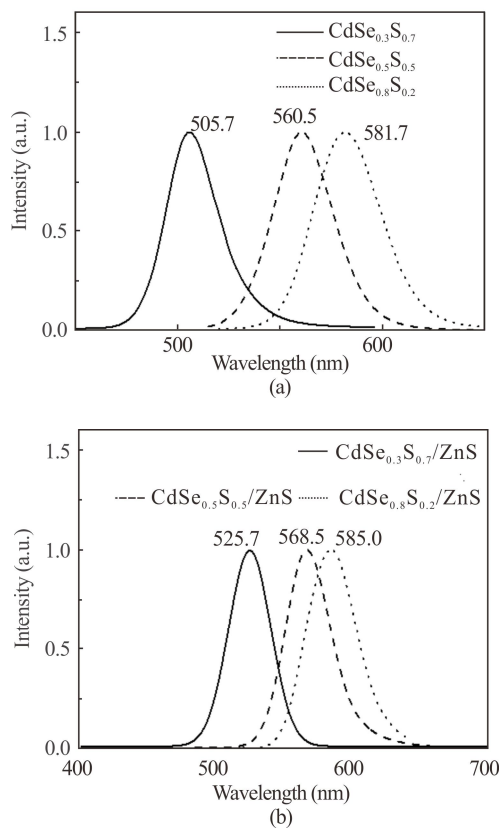 1.5
CdSe₀.₃S₀.₇
CdSe₀.₅S₀.₅
CdSe₀.₈S₀.₂
505.7
560.5
581.7
1.0
0.5
0.0
Intensity (a.u.)
500
600
Wavelength (nm)
(a)
1.5
CdSe₀.₃S₀.₇/ZnS
CdSe₀.₅S₀.₅/ZnS CdSe₀.₈S₀.₂/ZnS
525.7 568.5 585.0
1.0
0.5
0.0
Intensity (a.u.)
400 500 600 700
Wavelength (nm)
(b)